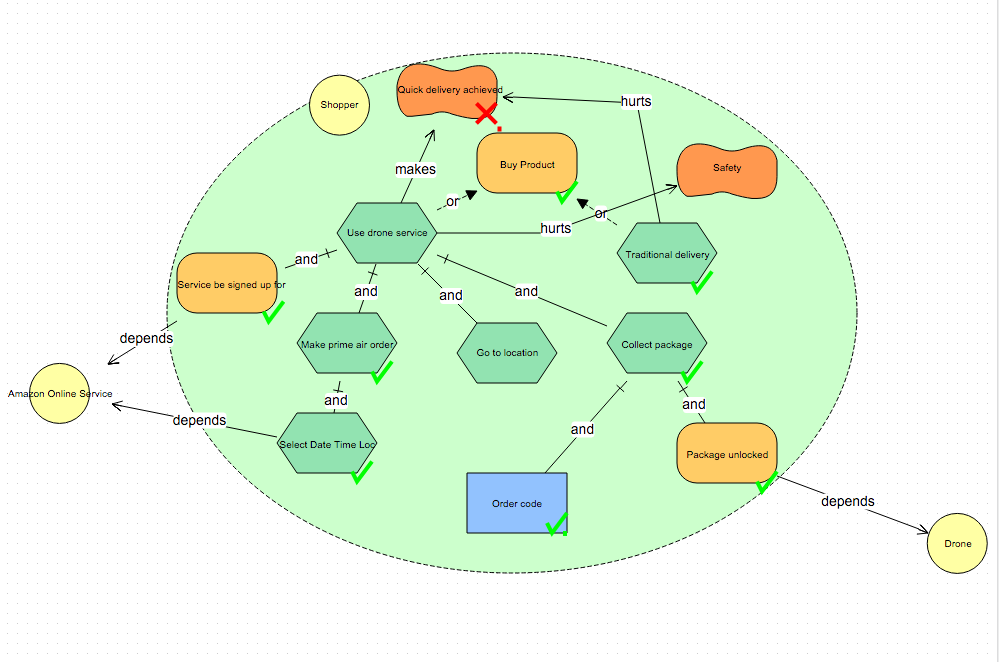 Quick delivery achieved
Shopper
hurts
Buy Product
Safety
makes
or
or
hurts
Use drone service
Traditional delivery
and
Service be signed up for
and
and
and
depends
Make prime air order
Go to location
Collect package
Amazon Online Service
and
and
depends
and
Select Date Time Loc
Package unlocked
Order code
depends
Drone